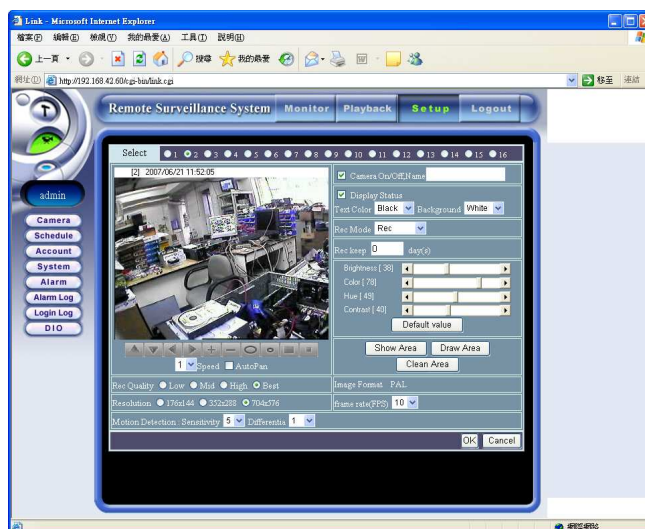 Link - Microsoft Internet Explorer
檔案(F) 編輯(E) 檢視(V) 我的最愛(A) 工具(T) 說明(H)
上一頁 搜尋 我的最愛
網址(D) http://192.168.42.60/cgi-bin/link.cgi 移至 連結
Remote Surveillance System Monitor Playback Setup Logout
Select 1 2 3 4 5 6 7 8 9 10 11 12 13 14 15 16
[2] 2007/06/21 11:52:05
Camera On/Off,Name
admin
Display Status
Text Color Black Background White
Camera
Schedule
Account
System
Alarm
Alarm Log
Login Log
DIO
Rec Mode Rec
Rec keep 0 day(s)
Brightness [ 38]
Color [ 79]
Hue [ 49]
Contrast [ 40]
Default value
Show Area Draw Area
Clean Area
1 Speed AutoPan
Rec Quality Low Mid High Best
Image Format PAL
Resolution 176x144 352x288 704x576
frame rate(FPS) 10
Motion Detection : Sensitivity 5 Differentia 1
OK Cancel
網際網路